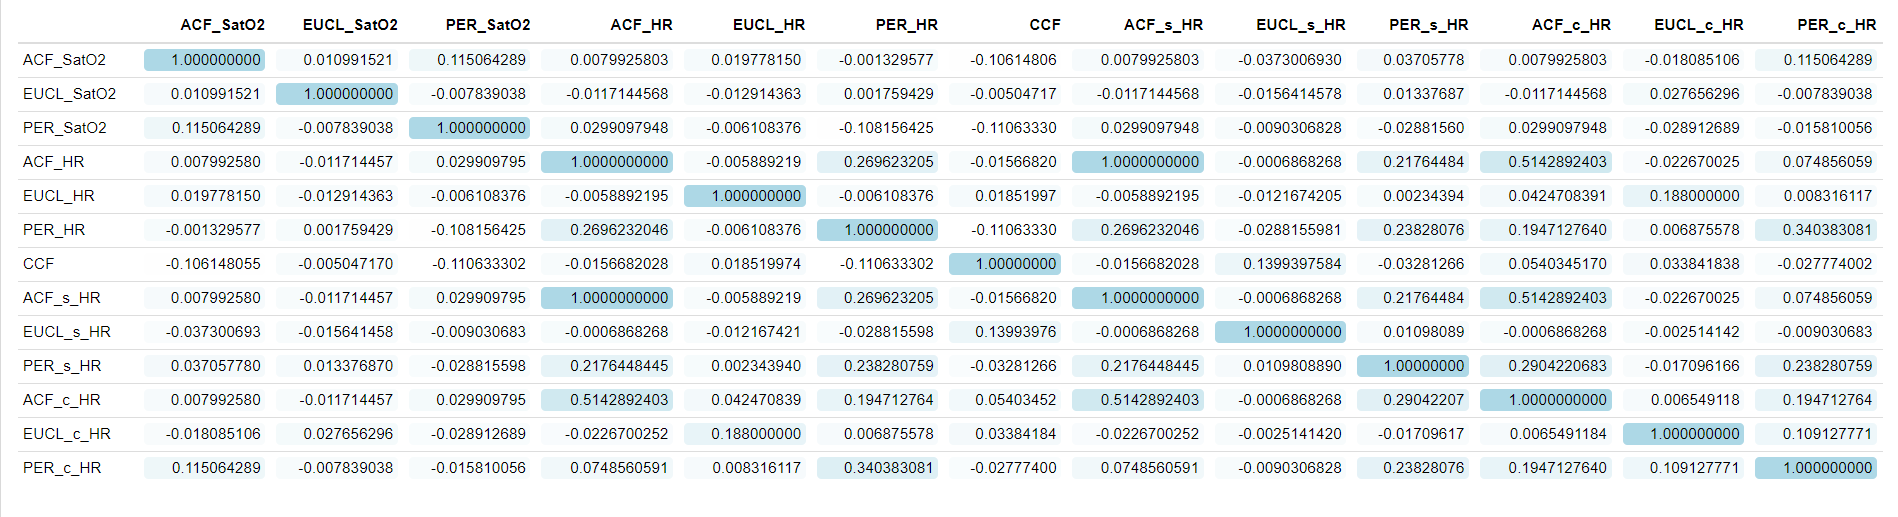 ACF_SatO2 EUCL_SatO2 PER_SatO2 ACF_HR EUCL_HR PER_HR CCF ACF_s_HR EUCL_s_HR PER_s_HR ACF_c_HR EUCL_c_HR PER_c_HR
ACF_SatO2 1.000000000 0.010991521 0.115064289 0.0079925803 0.019778150 -0.001329577 -0.10614806 0.0079925803 -0.0373006930 0.03705778 0.0079925803 -0.018085106 0.115064289
EUCL_SatO2 0.010991521 1.000000000 -0.007839038 -0.0117144568 -0.012914363 0.001759429 -0.00504717 -0.0117144568 -0.0156414578 0.01337687 -0.0117144568 0.027656296 -0.007839038
PER_SatO2 0.115064289 -0.007839038 1.000000000 0.0299097948 -0.006108376 -0.108156425 -0.11063330 0.0299097948 -0.0090306828 -0.02881560 0.0299097948 -0.028912689 -0.015810056
ACF_HR 0.007992580 -0.011714457 0.029909795 1.0000000000 -0.005889219 0.269623205 -0.01566820 1.0000000000 -0.0006868268 0.21764484 0.5142892403 -0.022670025 0.074856059
EUCL_HR 0.019778150 -0.012914363 -0.006108376 -0.0058892195 1.000000000 -0.006108376 0.01851997 -0.0058892195 -0.0121674205 0.00234394 0.0424708391 0.188000000 0.008316117
PER_HR -0.001329577 0.001759429 -0.108156425 0.2696232046 -0.006108376 1.000000000 -0.11063330 0.2696232046 -0.0288155981 0.23828076 0.1947127640 0.006875578 0.340383081
CCF -0.106148055 -0.005047170 -0.110633302 -0.0156682028 0.018519974 -0.110633302 1.00000000 -0.0156682028 0.1399397584 -0.03281266 0.0540345170 0.033841838 -0.027774002
ACF_s_HR 0.007992580 -0.011714457 0.029909795 1.0000000000 -0.005889219 0.269623205 -0.01566820 1.0000000000 -0.0006868268 0.21764484 0.5142892403 -0.022670025 0.074856059
EUCL_s_HR -0.037300693 -0.015641458 -0.009030683 -0.0006868268 -0.012167421 -0.028815598 0.13993976 -0.0006868268 1.0000000000 0.01098089 -0.0006868268 -0.002514142 -0.009030683
PER_s_HR 0.037057780 0.013376870 -0.028815598 0.2176448445 0.002343940 0.238280759 -0.03281266 0.2176448445 0.0109808890 1.00000000 0.2904220683 -0.017096166 0.238280759
ACF_c_HR 0.007992580 -0.011714457 0.029909795 0.5142892403 0.042470839 0.194712764 0.05403452 0.5142892403 -0.0006868268 0.29042207 1.0000000000 0.006549118 0.194712764
EUCL_c_HR -0.018085106 0.027656296 -0.028912689 -0.0226700252 0.188000000 0.006875578 0.03384184 -0.0226700252 -0.0025141420 -0.01709617 0.0065491184 1.000000000 0.109127771
PER_c_HR 0.115064289 -0.007839038 -0.015810056 0.0748560591 0.008316117 0.340383081 -0.02777400 0.0748560591 -0.0090306828 0.23828076 0.1947127640 0.109127771 1.000000000